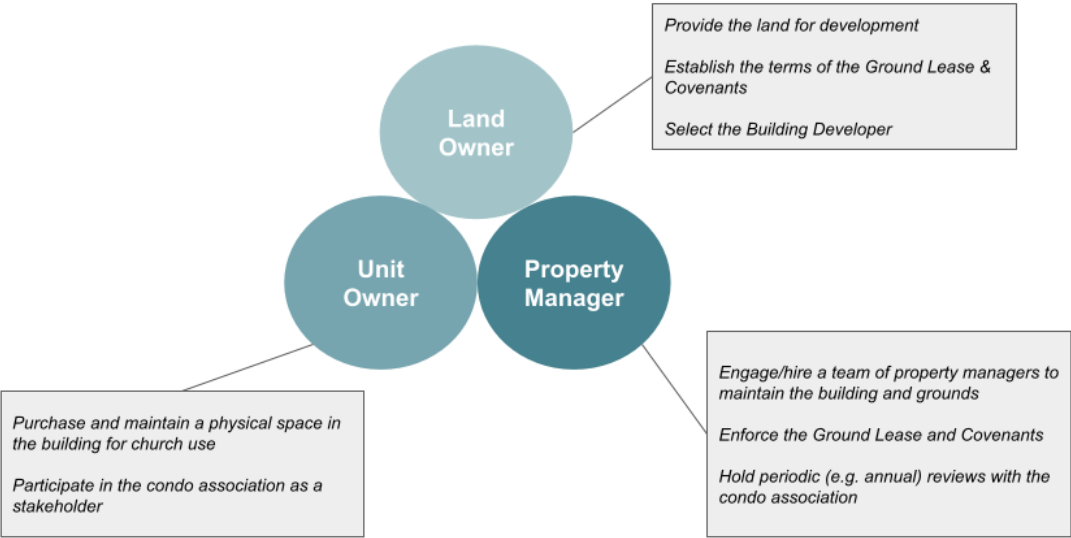 Provide the land for development
Establish the terms of the Ground Lease &
Covenants
Select the Building Developer
Land
Owner
Unit
Owner
Property
Manager
Purchase and maintain a physical space in
the building for church use
Participate in the condo association as a
stakeholder
Engage/hire a team of property managers to
maintain the building and grounds
Enforce the Ground Lease and Covenants
Hold periodic (e.g. annual) reviews with the
condo association